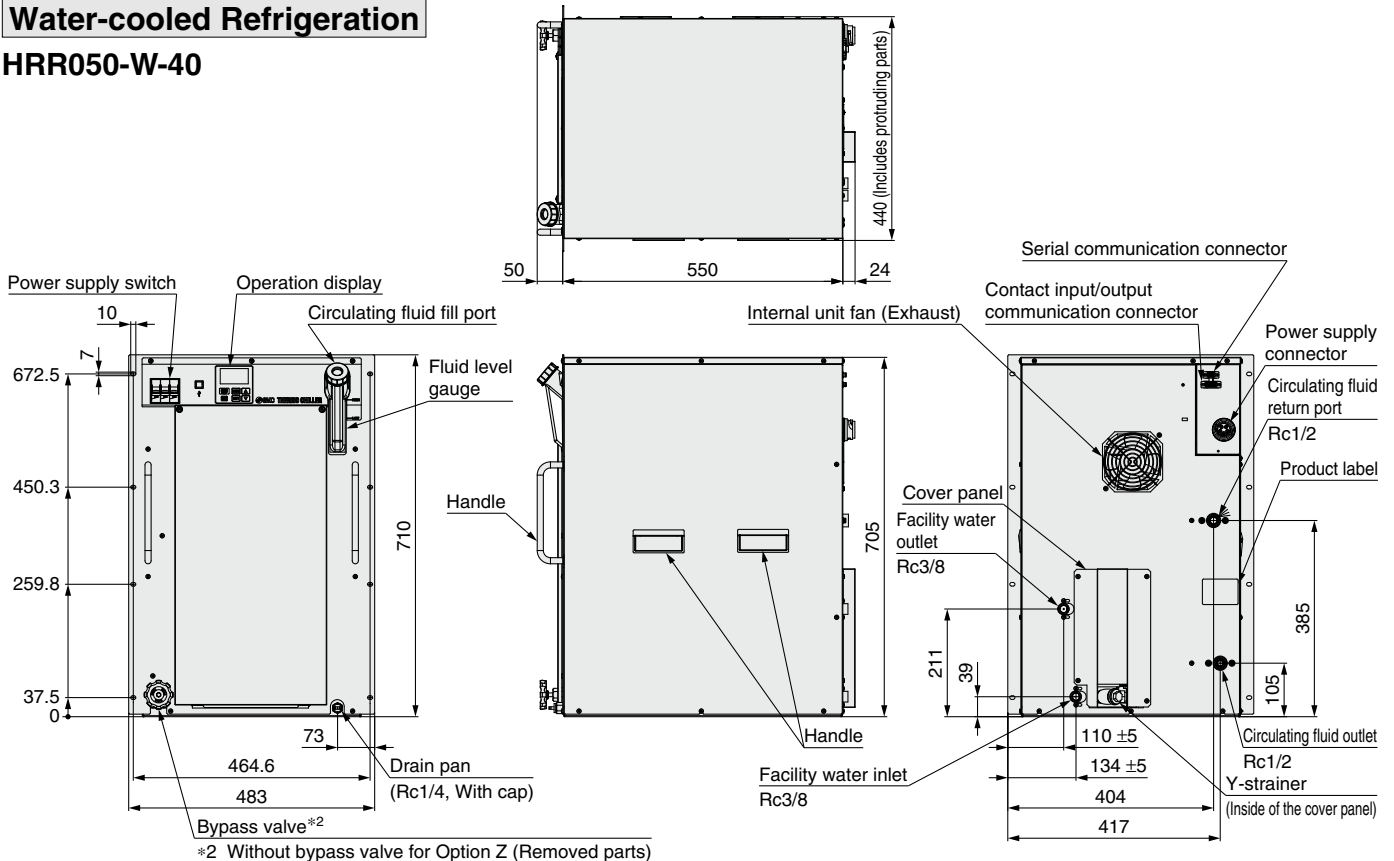 Water-cooled Refrigeration
HRR050-W-40
440 (Includes protruding parts)
50
550
24
Power supply switch
Operation display
Circulating fluid fill port
Fluid level
gauge
10
7
672.5
450.3
259.8
37.5
0
710
73
464.6
483
Drain pan
(Rc1/4, With cap)
Bypass valve*2
*2 Without bypass valve for Option Z (Removed parts)
Handle
705
Handle
Serial communication connector
Contact input/output
communication connector
Internal unit fan (Exhaust)
Power supply
connector
Circulating fluid
return port
Rc1/2
Product label
Cover panel
Facility water
outlet
Rc3/8
211
39
385
105
110 ±5
134 ±5
404
417
Facility water inlet
Rc3/8
Circulating fluid outlet
Rc1/2
Y-strainer
(Inside of the cover panel)